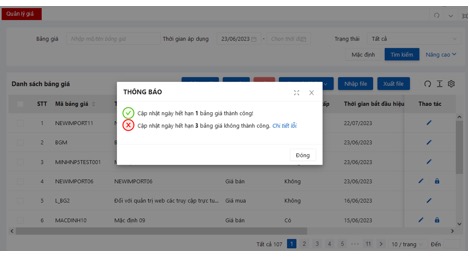 Quản lý giá
Bảng giá Nhập mã/tên bảng giá Thời gian áp dụng 23/06/2023 Chọn thời gian Trạng thái Tất cả
Mặc định Tìm kiếm Nâng cao
Danh sách bảng giá Nhập file Xuất file
STT Mã bảng giá Thời gian bắt đầu hiệu Thao tác
THÔNG BÁO
Cập nhật ngày hết hạn 1 bảng giá thành công!
Cập nhật ngày hết hạn 3 bảng giá không thành công. Chi tiết lỗi
Đóng
1 NEWIMPORT11 22/07/2023
2 BGM 23/06/2023
3 MINHNPSTEST001 23/06/2023
4 NEWIMPORT06 NEWIMPORT06 Giá bán Không 23/06/2023
5 L_BG2 Đối với quản trị web các truy cập trực tu... Giá mua Không 16/06/2023
6 MACDINH10 Mặc định 09 Giá bán Có 15/06/2023
Tất cả 107 1 2 3 4 5 ... 11 10 / trang Đến